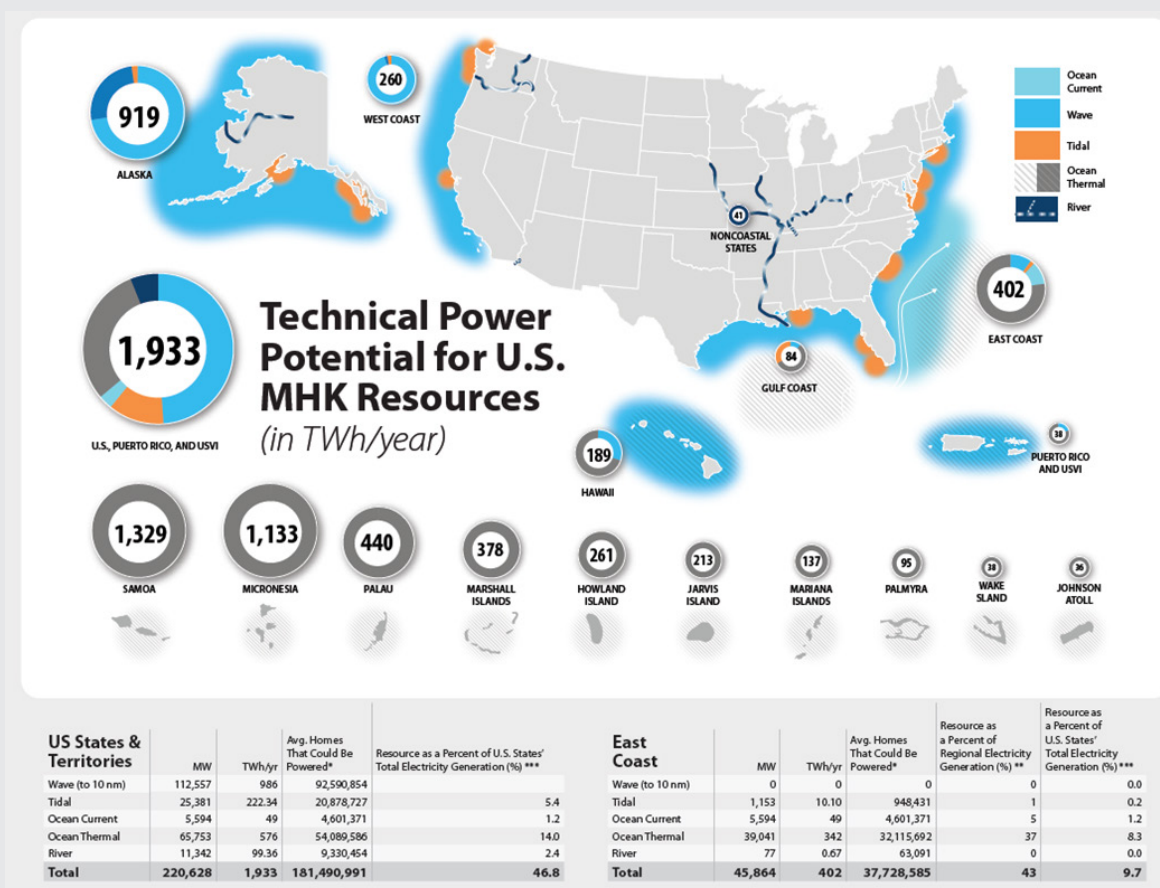 919
ALASKA
260
WEST COAST
Ocean
Current
Wave
Tidal
Ocean
Thermal
River
41
NONCOASTAL
STATES
402
EAST COAST
1,933
U.S., PUERTO RICO, AND USVI
Technical Power
Potential for U.S.
MHK Resources
(in TWh/year)
84
GULF COAST
189
HAWAII
38
PUERTO RICO
AND USVI
1,329
SAMOA
1,133
MICRONESIA
440
PALAU
378
MARSHALL
ISLANDS
261
HOWLAND
ISLAND
213
JARVIS
ISLAND
137
MARIANA
ISLANDS
95
PALMYRA
38
WAKE
SLAND
36
JOHNSON
ATOLL
US States &
Territories
MW
TWh/yr
Avg. Homes
That Could Be
Powered*
Resource as a Percent of U.S. States'
Total Electricity Generation (%) ***
Wave (to 10 nm) 112,557 986 92,590,854
Tidal 25,381 222.34 20,878,727 5.4
Ocean Current 5,594 49 4,601,371 1.2
Ocean Thermal 65,753 576 54,089,586 14.0
River 11,342 99.36 9,330,454 2.4
Total 220,628 1,933 181,490,991 46.8
East
Coast
MW
TWh/yr
Avg. Homes
That Could Be
Powered*
Resource as
a Percent of
Regional Electricity
Generation (%) **
Resource as
a Percent of
U.S. States'
Total Electricity
Generation (%) ***
Wave (to 10 nm) 0 0 0 0 0.0
Tidal 1,153 10.10 948,431 1 0.2
Ocean Current 5,594 49 4,601,371 5 1.2
Ocean Thermal 39,041 342 32,115,692 37 8.3
River 77 0.67 63,091 0 0.0
Total 45,864 402 37,728,585 43 9.7